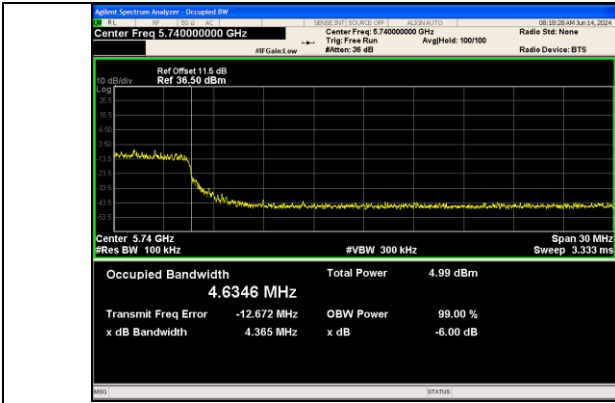 Agilent Spectrum Analyzer - Occupied BW
RL RF 50 Ω AC SENSE:INT SOURCE OFF ALIGNAUTO 08:18:28 AM Jun 14, 2024
Center Freq 5.740000000 GHz Center Freq: 5.740000000 GHz Radio Std: None
Trig: Free Run Avg|Hold: 100/100
#IFGain:Low #Atten: 36 dB Radio Device: BTS
Ref Offset 11.5 dB
10 dB/div Ref 36.50 dBm
Log
26.5
16.5
6.50
-3.50
-13.5
-23.5
-33.5
-43.5
-53.5
Center 5.74 GHz Span 30 MHz
#Res BW 100 kHz #VBW 300 kHz Sweep 3.333 ms
Occupied Bandwidth Total Power 4.99 dBm
4.6346 MHz
Transmit Freq Error -12.672 MHz OBW Power 99.00 %
x dB Bandwidth 4.365 MHz x dB -6.00 dB
MSG STATUS